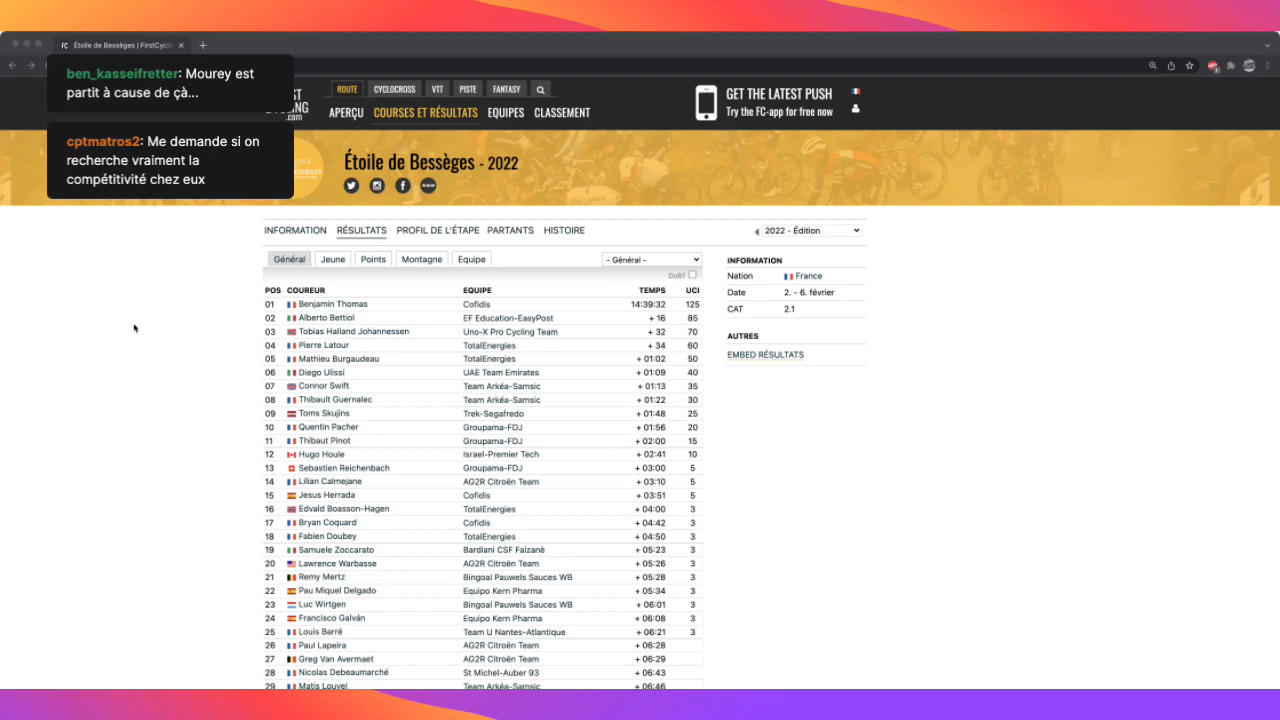 Étoile de Bessèges | FirstCycli
ben_kasseifretter: Mourey est
partit à cause de çà...
cptmatros2: Me demande si on
recherche vraiment la
compétitivité chez eux
ROUTE CYCLOCROSS VTT PISTE FANTASY
APERÇU COURSES ET RÉSULTATS EQUIPES CLASSEMENT
GET THE LATEST PUSH
Try the FC-app for free now
Étoile de Bessèges - 2022
www
INFORMATION RÉSULTATS PROFIL DE L'ÉTAPE PARTANTS HISTOIRE
2022 - Édition
Général Jeune Points Montagne Equipe
- Général -
Do8?
POS COUREUR EQUIPE TEMPS UCI
01 Benjamin Thomas Cofidis 14:39:32 125
02 Alberto Bettiol EF Education-EasyPost + 16 85
03 Tobias Halland Johannessen Uno-X Pro Cycling Team + 32 70
04 Pierre Latour TotalEnergies + 34 60
05 Mathieu Burgaudeau TotalEnergies + 01:02 50
06 Diego Ulissi UAE Team Emirates + 01:09 40
07 Connor Swift Team Arkéa-Samsic + 01:13 35
08 Thibault Guernalec Team Arkéa-Samsic + 01:22 30
09 Toms Skujins Trek-Segafredo + 01:48 25
10 Quentin Pacher Groupama-FDJ + 01:56 20
11 Thibaut Pinot Groupama-FDJ + 02:00 15
12 Hugo Houle Israel-Premier Tech + 02:41 10
13 Sebastien Reichenbach Groupama-FDJ + 03:00 5
14 Lilian Calmejane AG2R Citroën Team + 03:10 5
15 Jesus Herrada Cofidis + 03:51 5
16 Edvald Boasson-Hagen TotalEnergies + 04:00 3
17 Bryan Coquard Cofidis + 04:42 3
18 Fabien Doubey TotalEnergies + 04:50 3
19 Samuele Zoccarato Bardiani CSF Faizanè + 05:23 3
20 Lawrence Warbasse AG2R Citroën Team + 05:26 3
21 Remy Mertz Bingoal Pauwels Sauces WB + 05:28 3
22 Pau Miquel Delgado Equipo Kern Pharma + 05:34 3
23 Luc Wirtgen Bingoal Pauwels Sauces WB + 06:01 3
24 Francisco Galván Equipo Kern Pharma + 06:08 3
25 Louis Barré Team U Nantes-Atlantique + 06:21 3
26 Paul Lapeira AG2R Citroën Team + 06:28
27 Greg Van Avermaet AG2R Citroën Team + 06:29
28 Nicolas Debeaumarché St Michel-Auber 93 + 06:43
29 Matis Louvel Team Arkéa-Samsic + 06:46
INFORMATION
Nation France
Date 2. - 6. février
CAT 2.1
AUTRES
EMBED RÉSULTATS